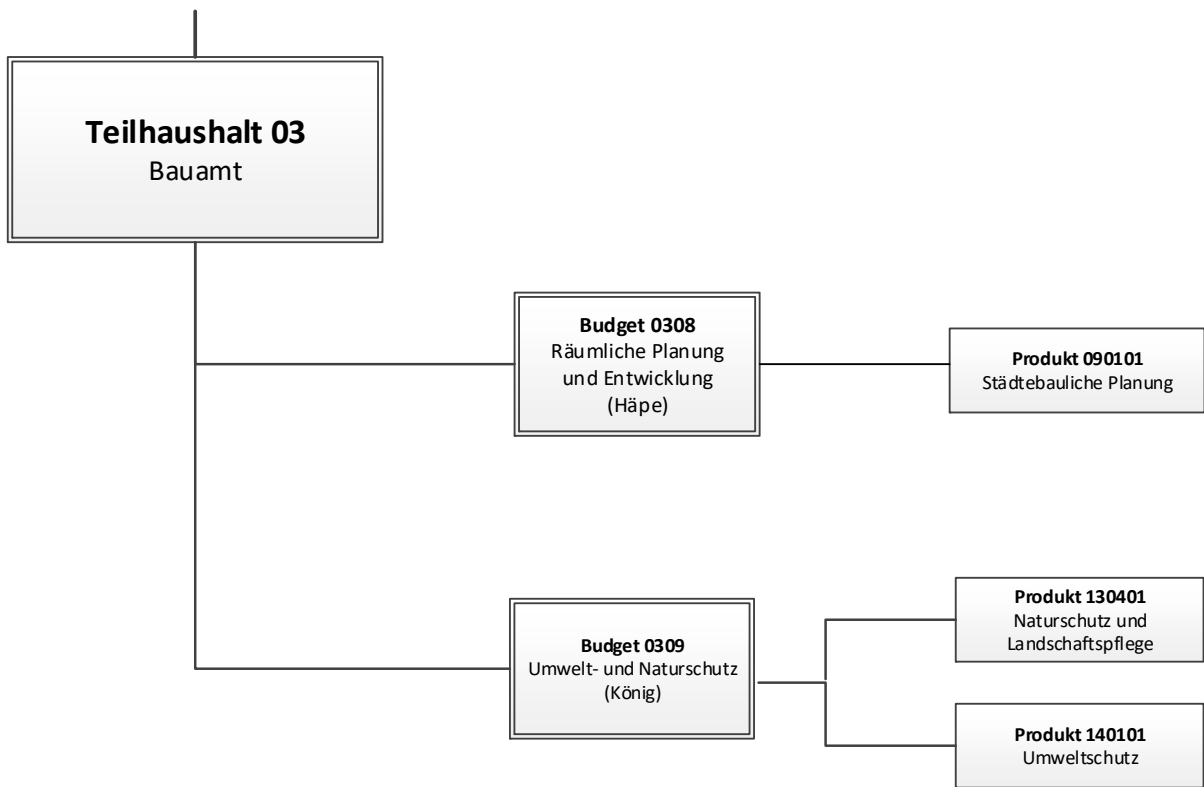 Teilhaushalt 03
Bauamt
Budget 0308
Räumliche Planung
und Entwicklung
(Häpe)
Produkt 090101
Städtebauliche Planung
Budget 0309
Umwelt- und Naturschutz
(König)
Produkt 130401
Naturschutz und
Landschaftspflege
Produkt 140101
Umweltschutz